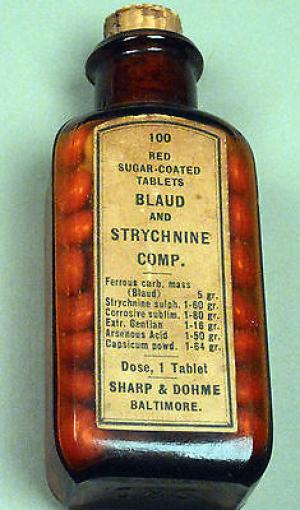 100
RED
SUGAR-COATED
TABLETS
BLAUD
AND
STRYCHNINE
COMP.
Ferrous carb. mass
(Blaud) 5 gr.
Strychnine sulph. 1-60 gr.
Corrosive sublim. 1-80 gr.
Extr. Gentian 1-16 gr.
Arsenous Acid 1-50 gr.
Capsicum powd. 1-64 gr.
Dose, 1 Tablet
SHARP & DOHME
BALTIMORE.